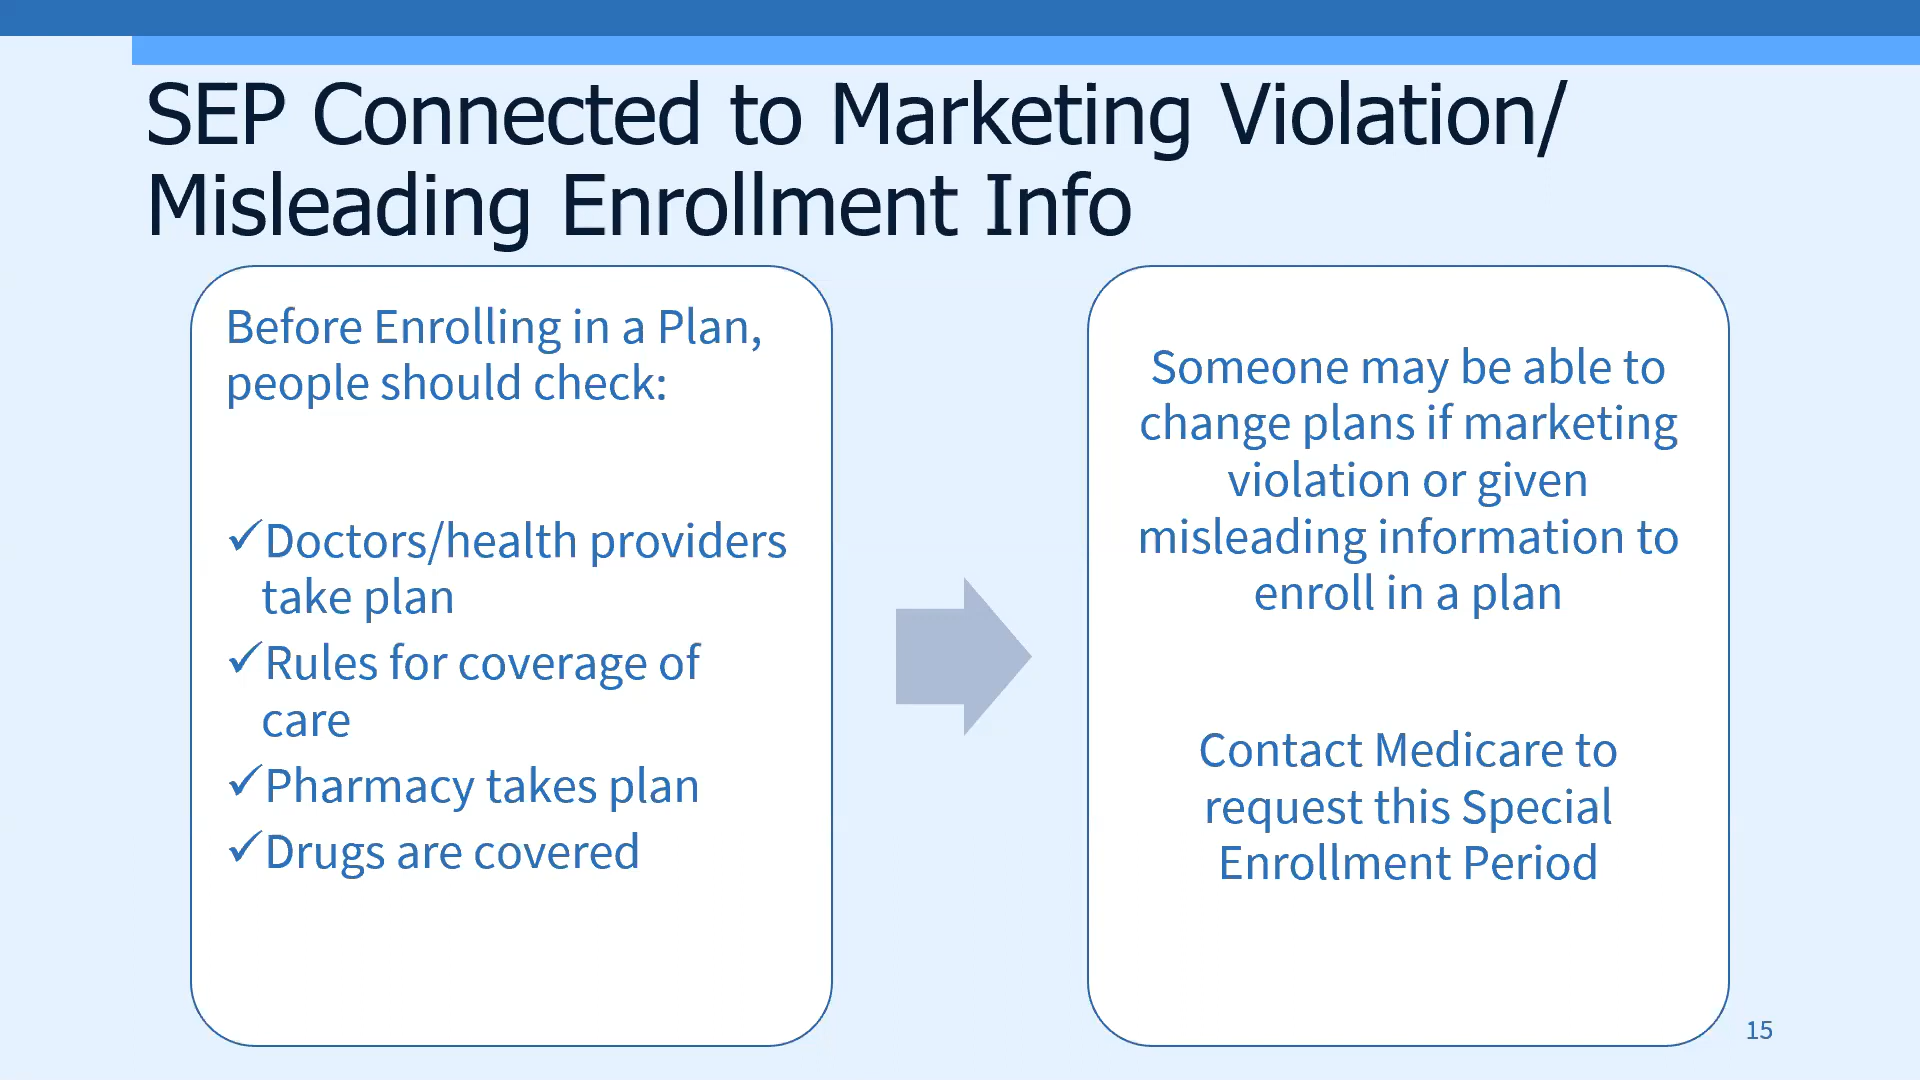 SEP Connected to Marketing Violation/
Misleading Enrollment Info
Before Enrolling in a Plan,
people should check:
✓Doctors/health providers
take plan
✓Rules for coverage of
care
✓Pharmacy takes plan
✓Drugs are covered
Someone may be able to
change plans if marketing
violation or given
misleading information to
enroll in a plan
Contact Medicare to
request this Special
Enrollment Period
15